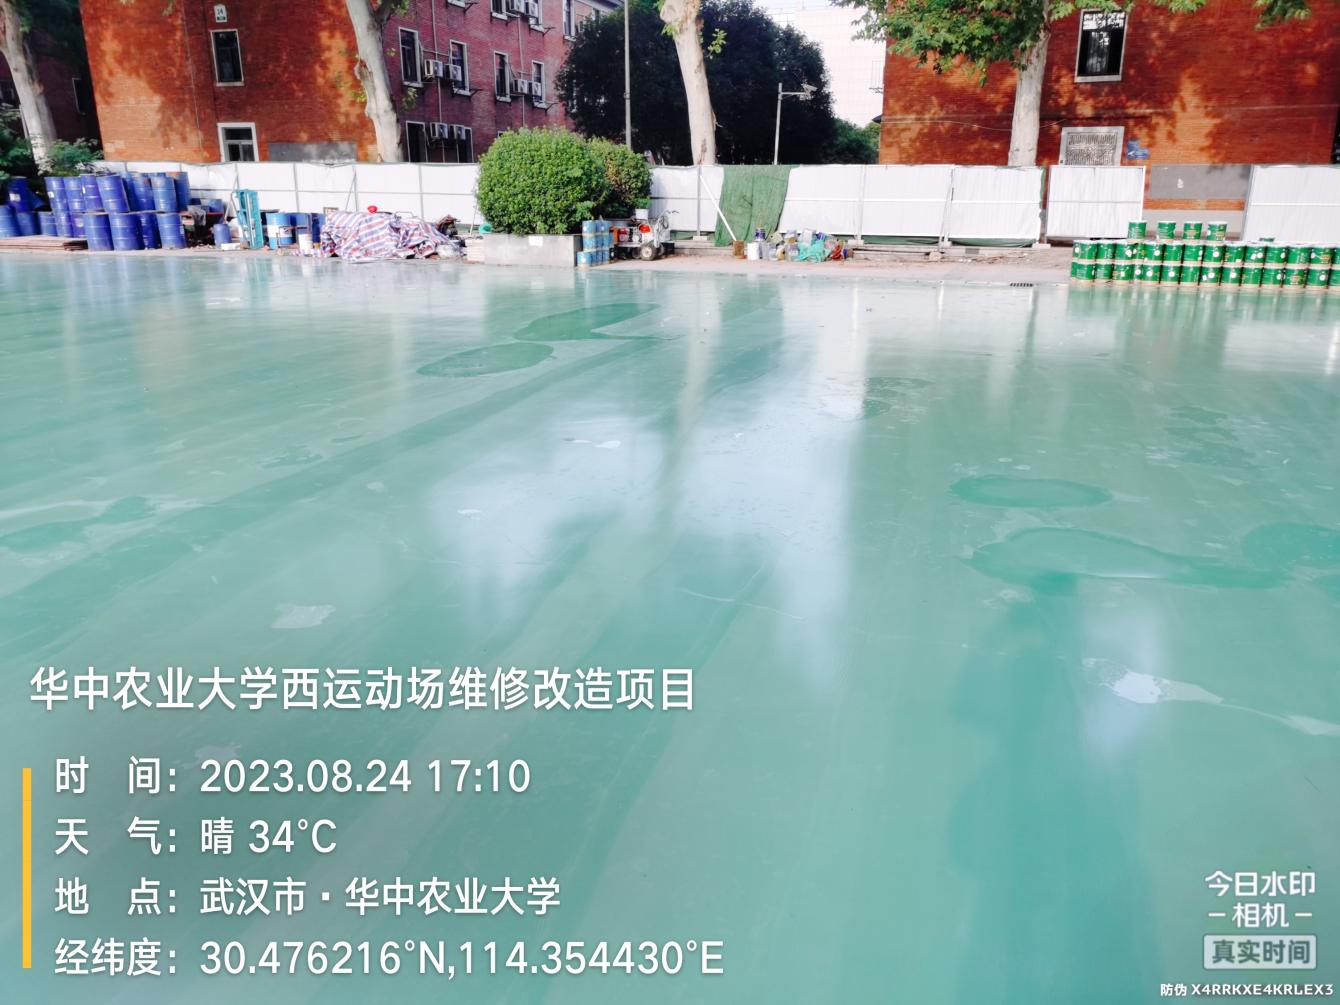 华中农业大学西运动场维修改造项目
时 间：2023.08.24 17:10
天 气：晴 34°C
地 点：武汉市·华中农业大学
经纬度：30.476216°N,114.354430°E
今日水印
相机
真实时间
防伪 X4RRKXE4KRLEX3